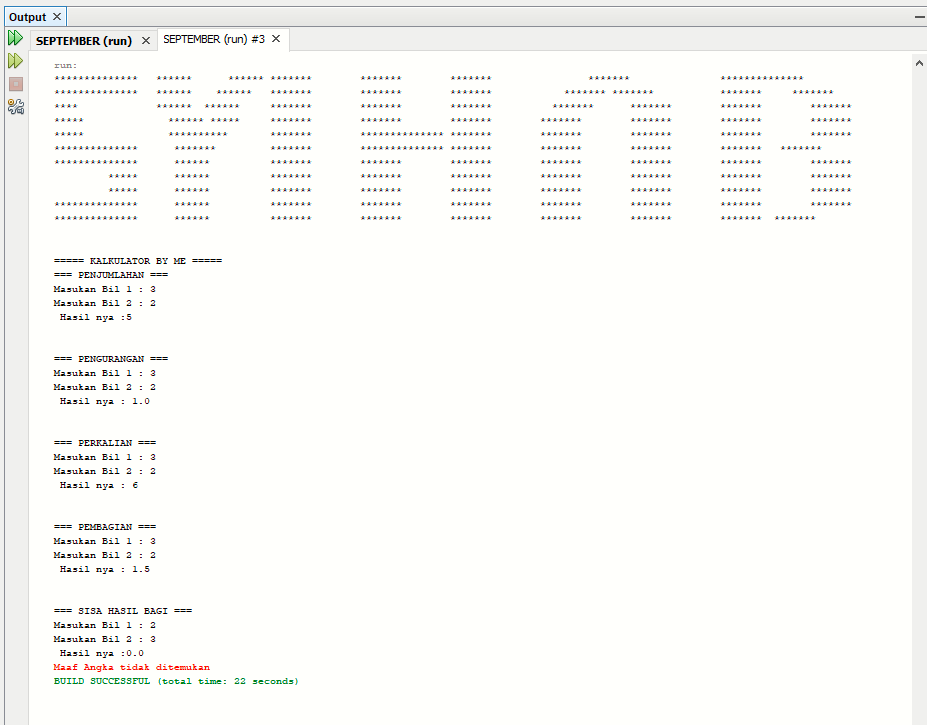 Output
SEPTEMBER (run)
SEPTEMBER (run) #3
run:
===== KALKULATOR BY ME =====
=== PENJUMLAHAN ===
Masukan Bil 1 : 3
Masukan Bil 2 : 2
Hasil nya :5
=== PENGURANGAN ===
Masukan Bil 1 : 3
Masukan Bil 2 : 2
Hasil nya : 1.0
=== PERKALIAN ===
Masukan Bil 1 : 3
Masukan Bil 2 : 2
Hasil nya : 6
=== PEMBAGIAN ===
Masukan Bil 1 : 3
Masukan Bil 2 : 2
Hasil nya : 1.5
=== SISA HASIL BAGI ===
Masukan Bil 1 : 2
Masukan Bil 2 : 3
Hasil nya :0.0
Maaf Angka tidak ditemukan
BUILD SUCCESSFUL (total time: 22 seconds)